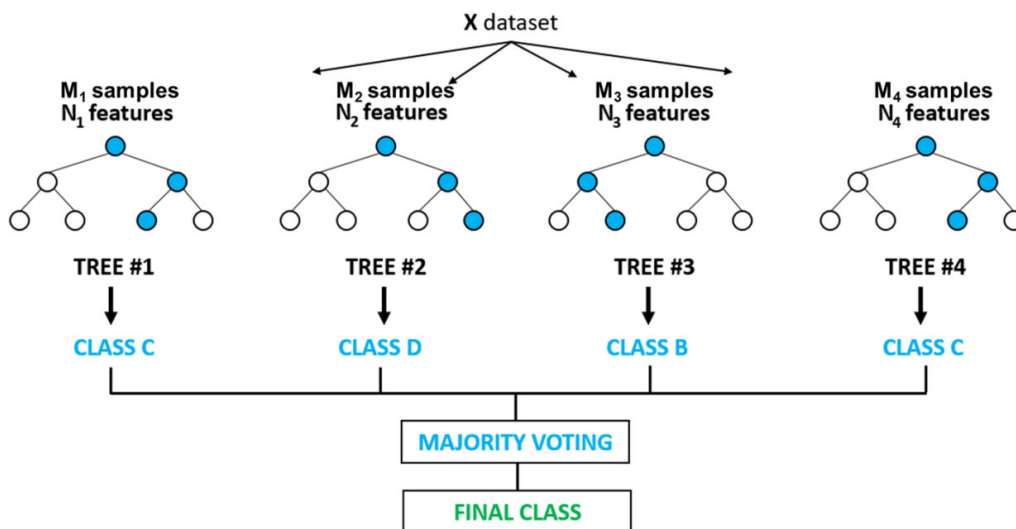 X dataset
M₁ samples
N₁ features
M₂ samples
N₂ features
M₃ samples
N₃ features
M₄ samples
N₄ features
TREE #1
TREE #2
TREE #3
TREE #4
CLASS C
CLASS D
CLASS B
CLASS C
MAJORITY VOTING
FINAL CLASS